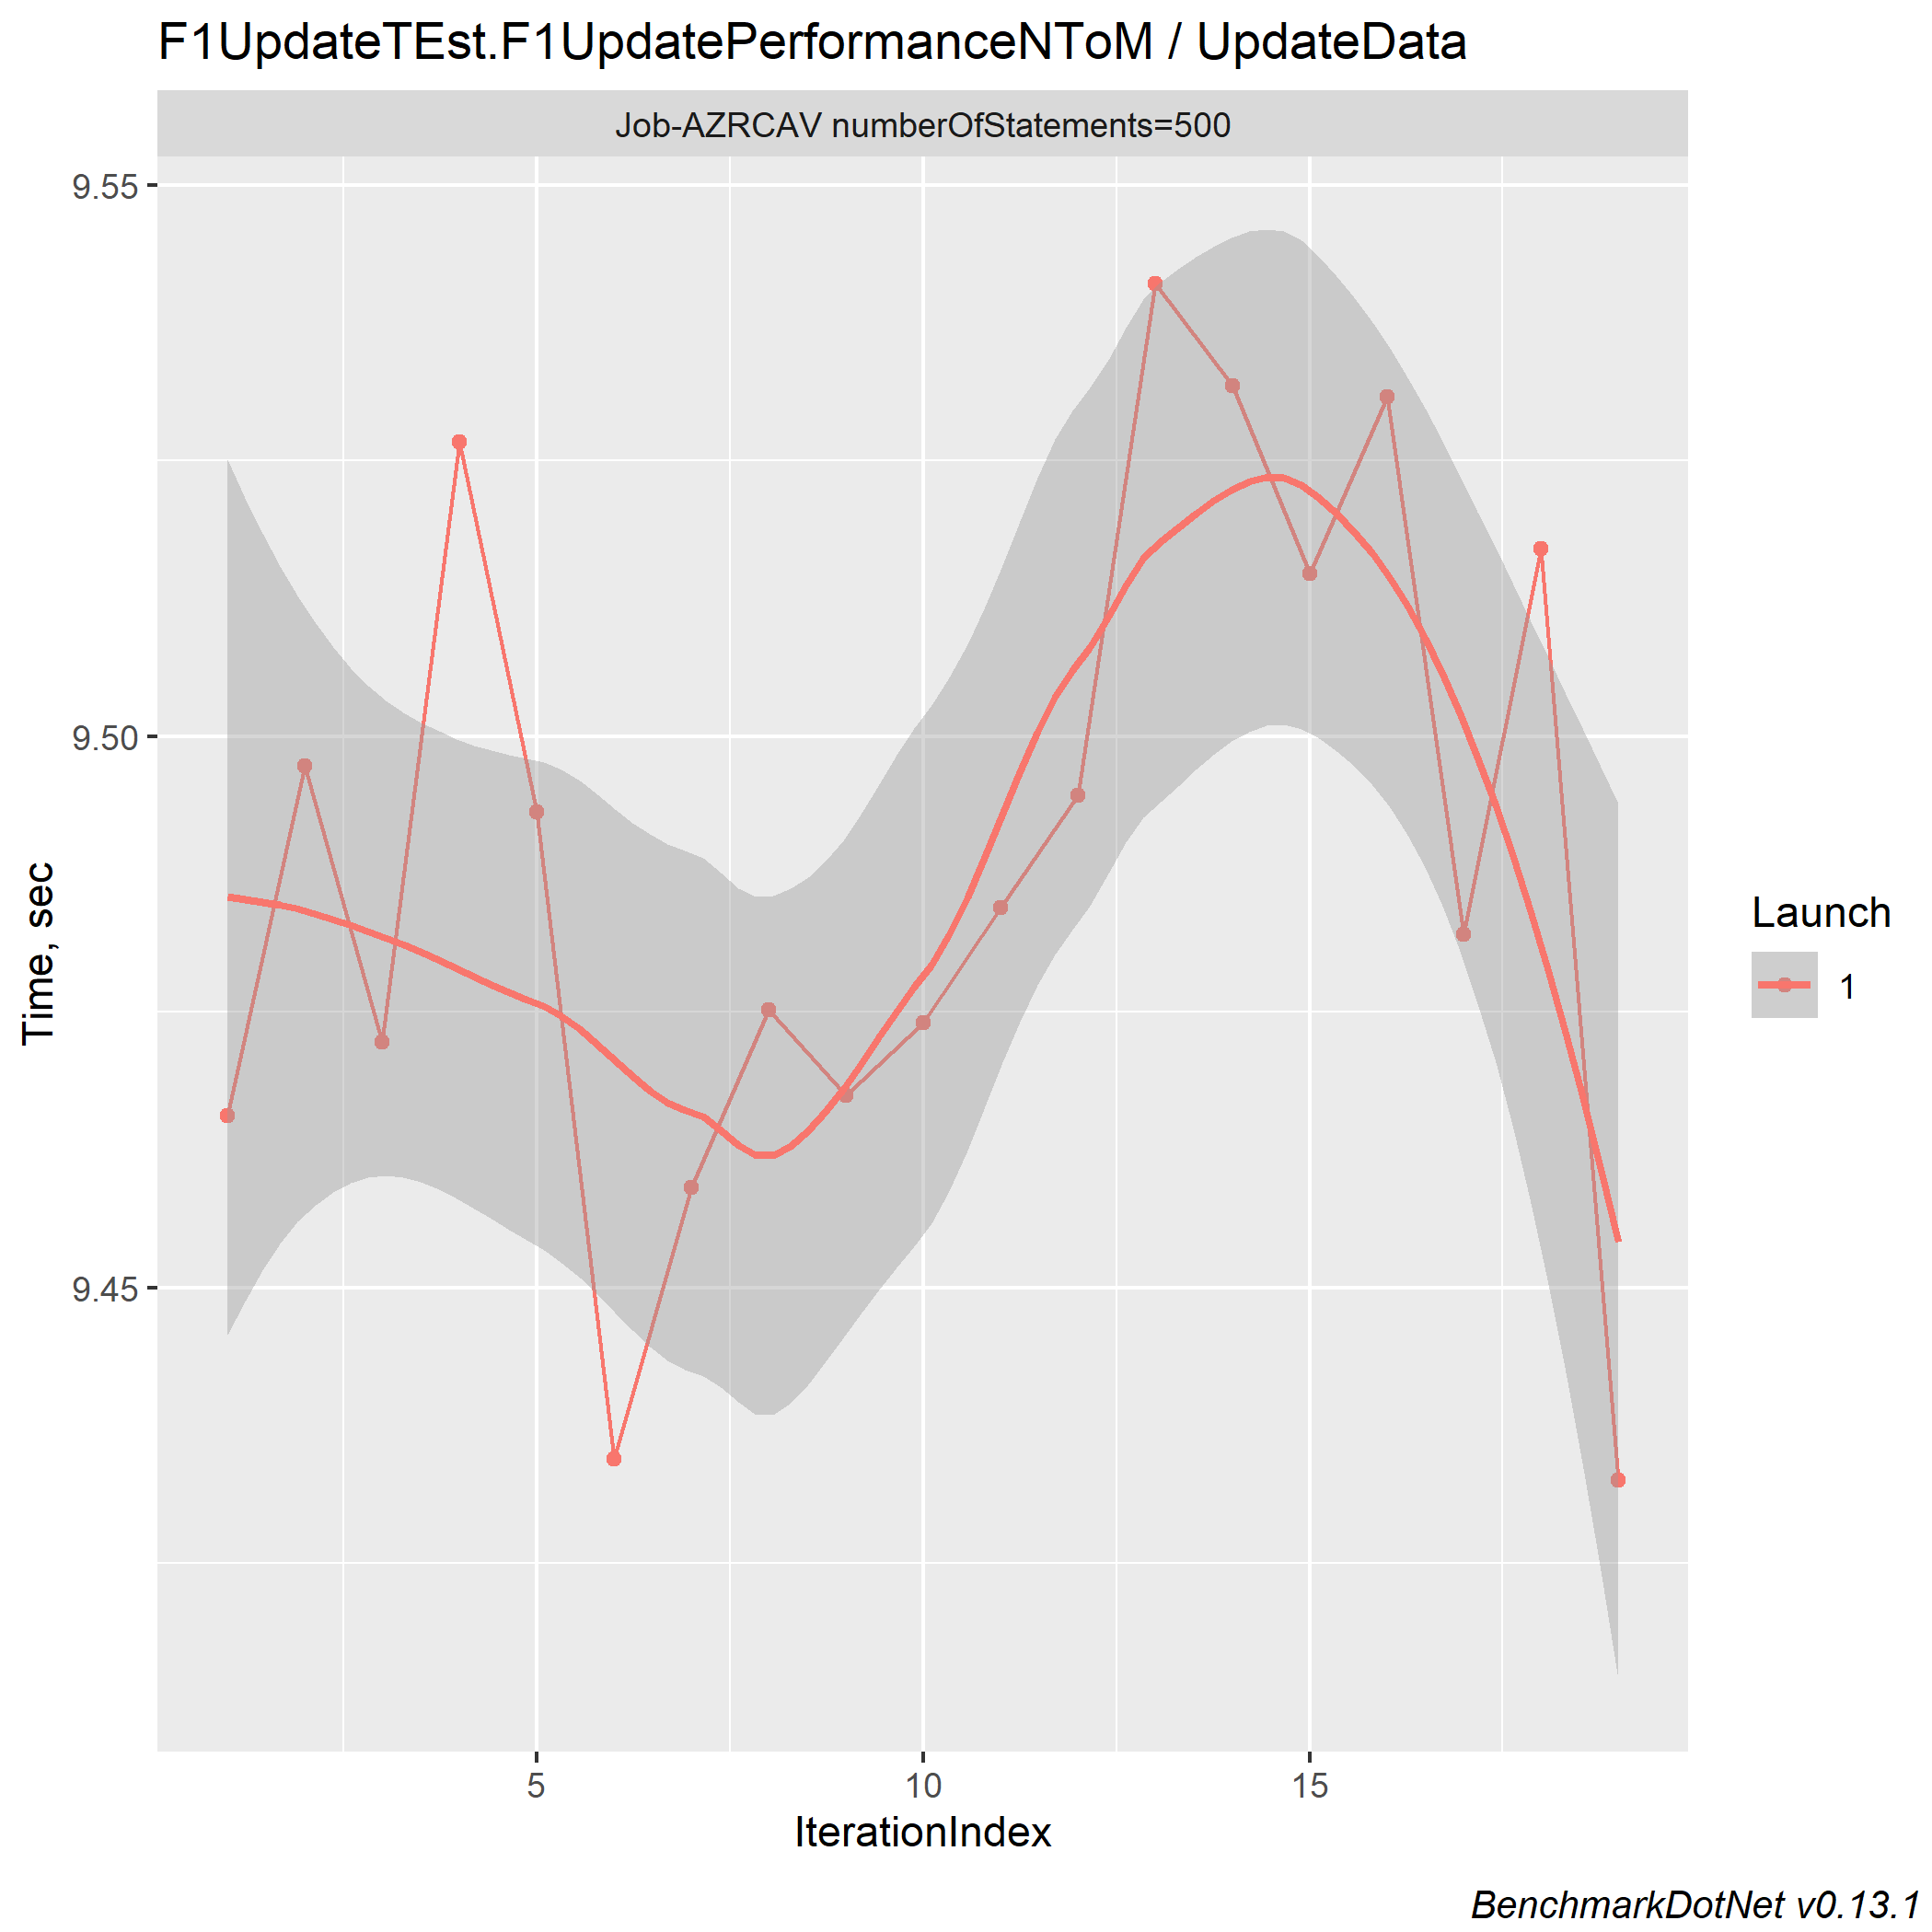 F1UpdateTEst.F1UpdatePerformanceNToM / UpdateData
Job-AZRCAV numberOfStatements=500
9.55
9.50
9.45
Time, sec
5
10
15
IterationIndex
Launch
1
BenchmarkDotNet v0.13.1